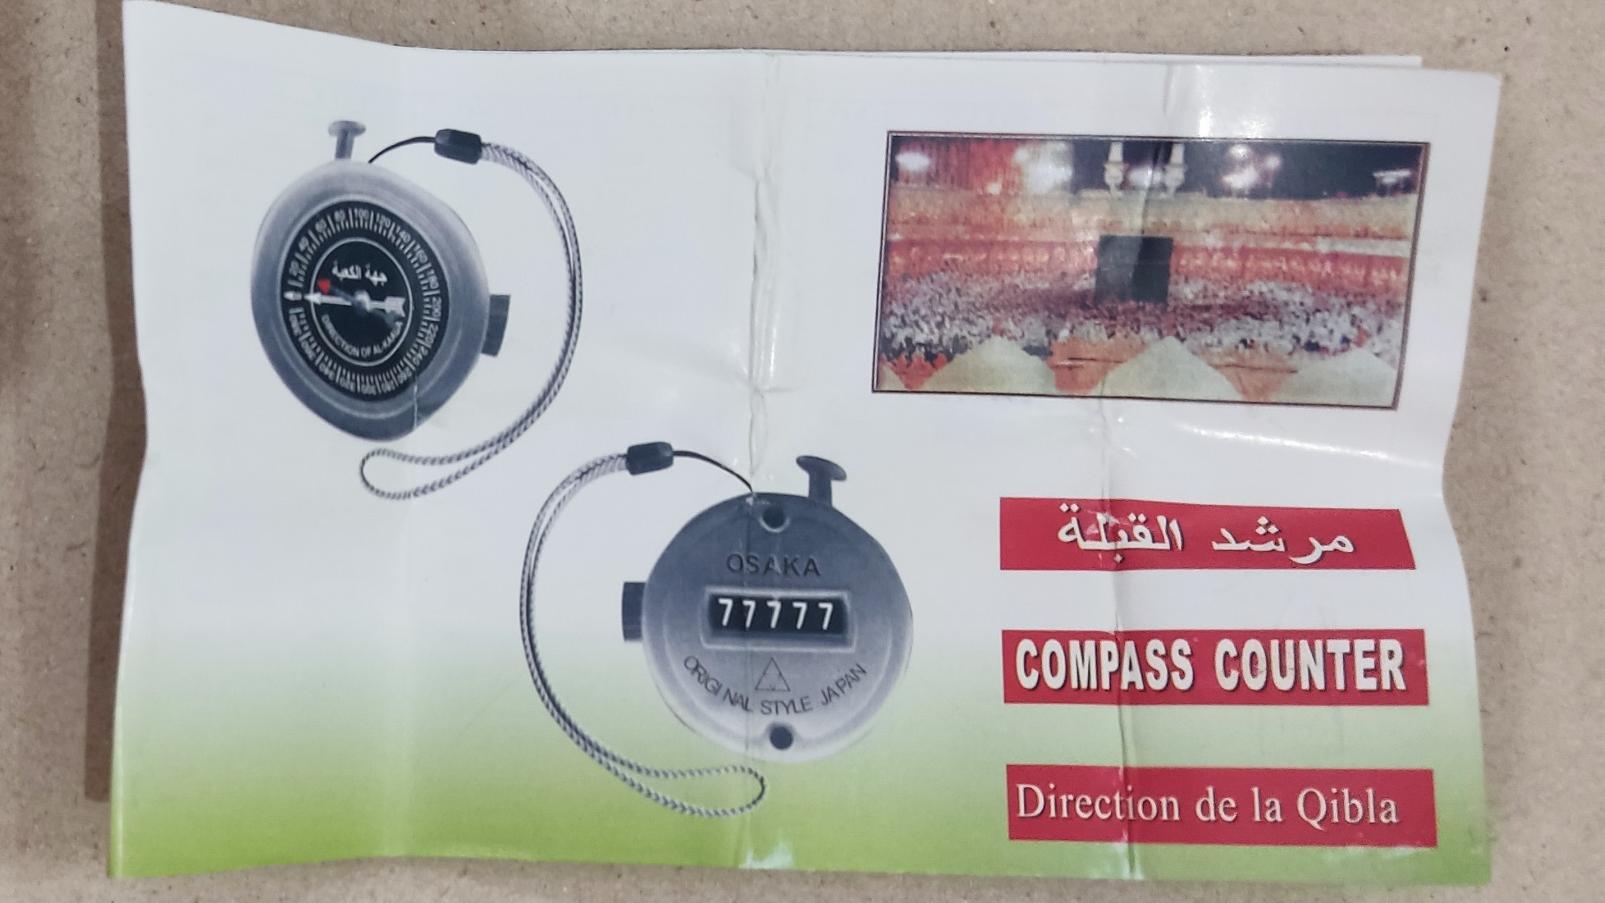 جهة الكعبة
DIRECTION OF AL-KAABA
OSAKA
77777
ORIGINAL STYLE JAPAN
مرشد القبلة
COMPASS COUNTER
Direction de la Qibla